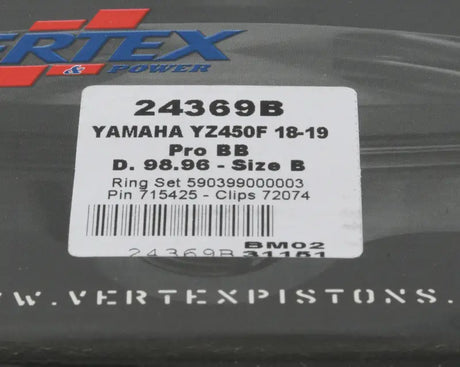 VERTEX
& POWER
24369B
YAMAHA YZ450F 18-19
Pro BB
D. 98.96 - Size B
Ring Set 590399000003
Pin 715425 - Clips 72074
24369B BM02
31151
WWW.VERTEXPISTONS.